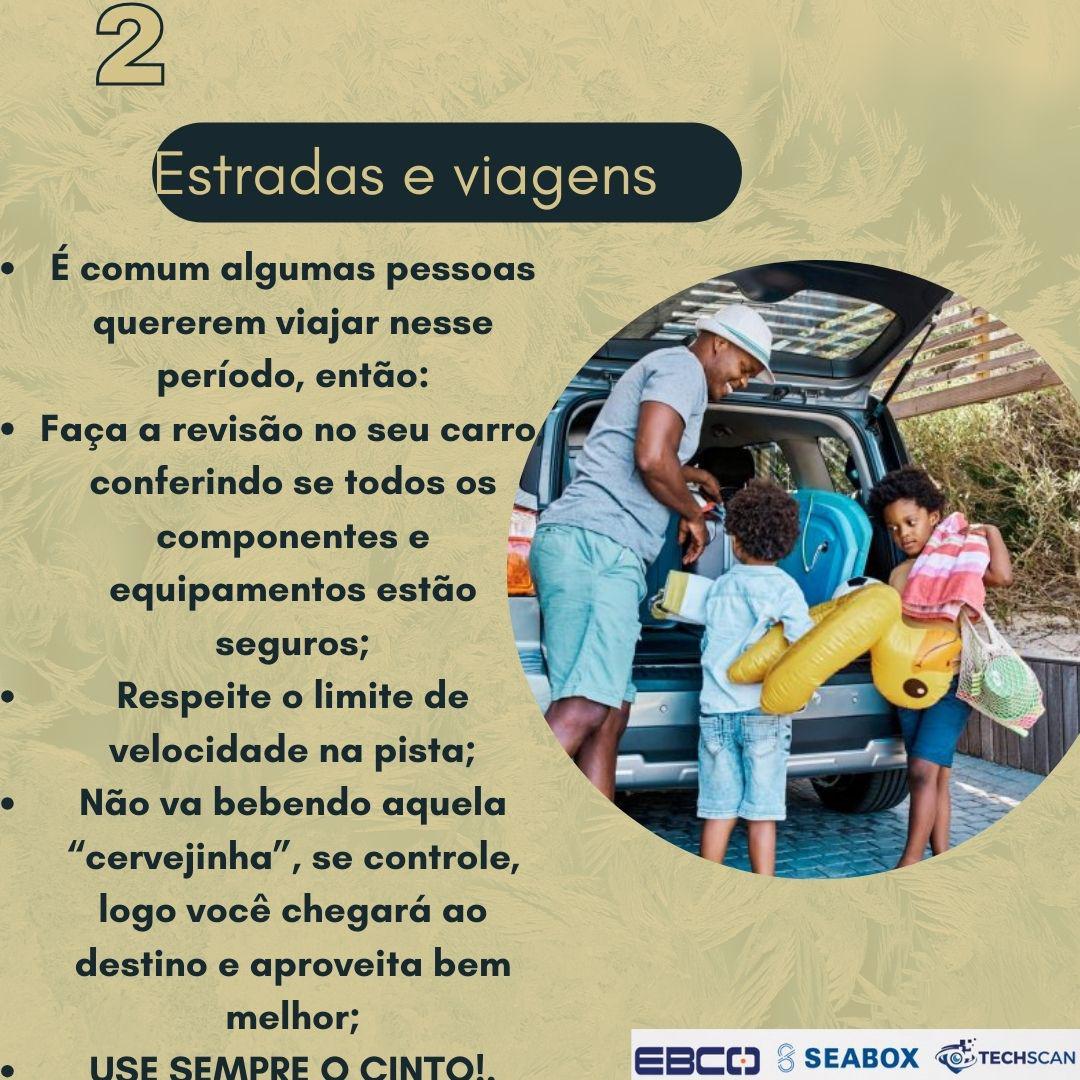 2
Estradas e viagens
• É comum algumas pessoas
quererem viajar nesse
período, então:
• Faça a revisão no seu carro,
conferindo se todos os
componentes e
equipamentos estão
seguros;
• Respeite o limite de
velocidade na pista;
• Não va bebendo aquela
“cervejinha”, se controle,
logo você chegará ao
destino e aproveita bem
melhor;
• USE SEMPRE O CINTO!.
EBCO SEABOX TECHSCAN